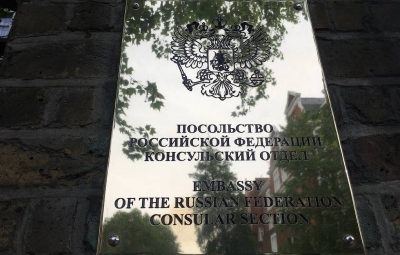 ПОСОЛЬСТВО
РОССИЙСКОЙ ФЕДЕРАЦИИ
КОНСУЛЬСКИЙ ОТДЕЛ
EMBASSY
OF THE RUSSIAN FEDERATION
CONSULAR SECTION